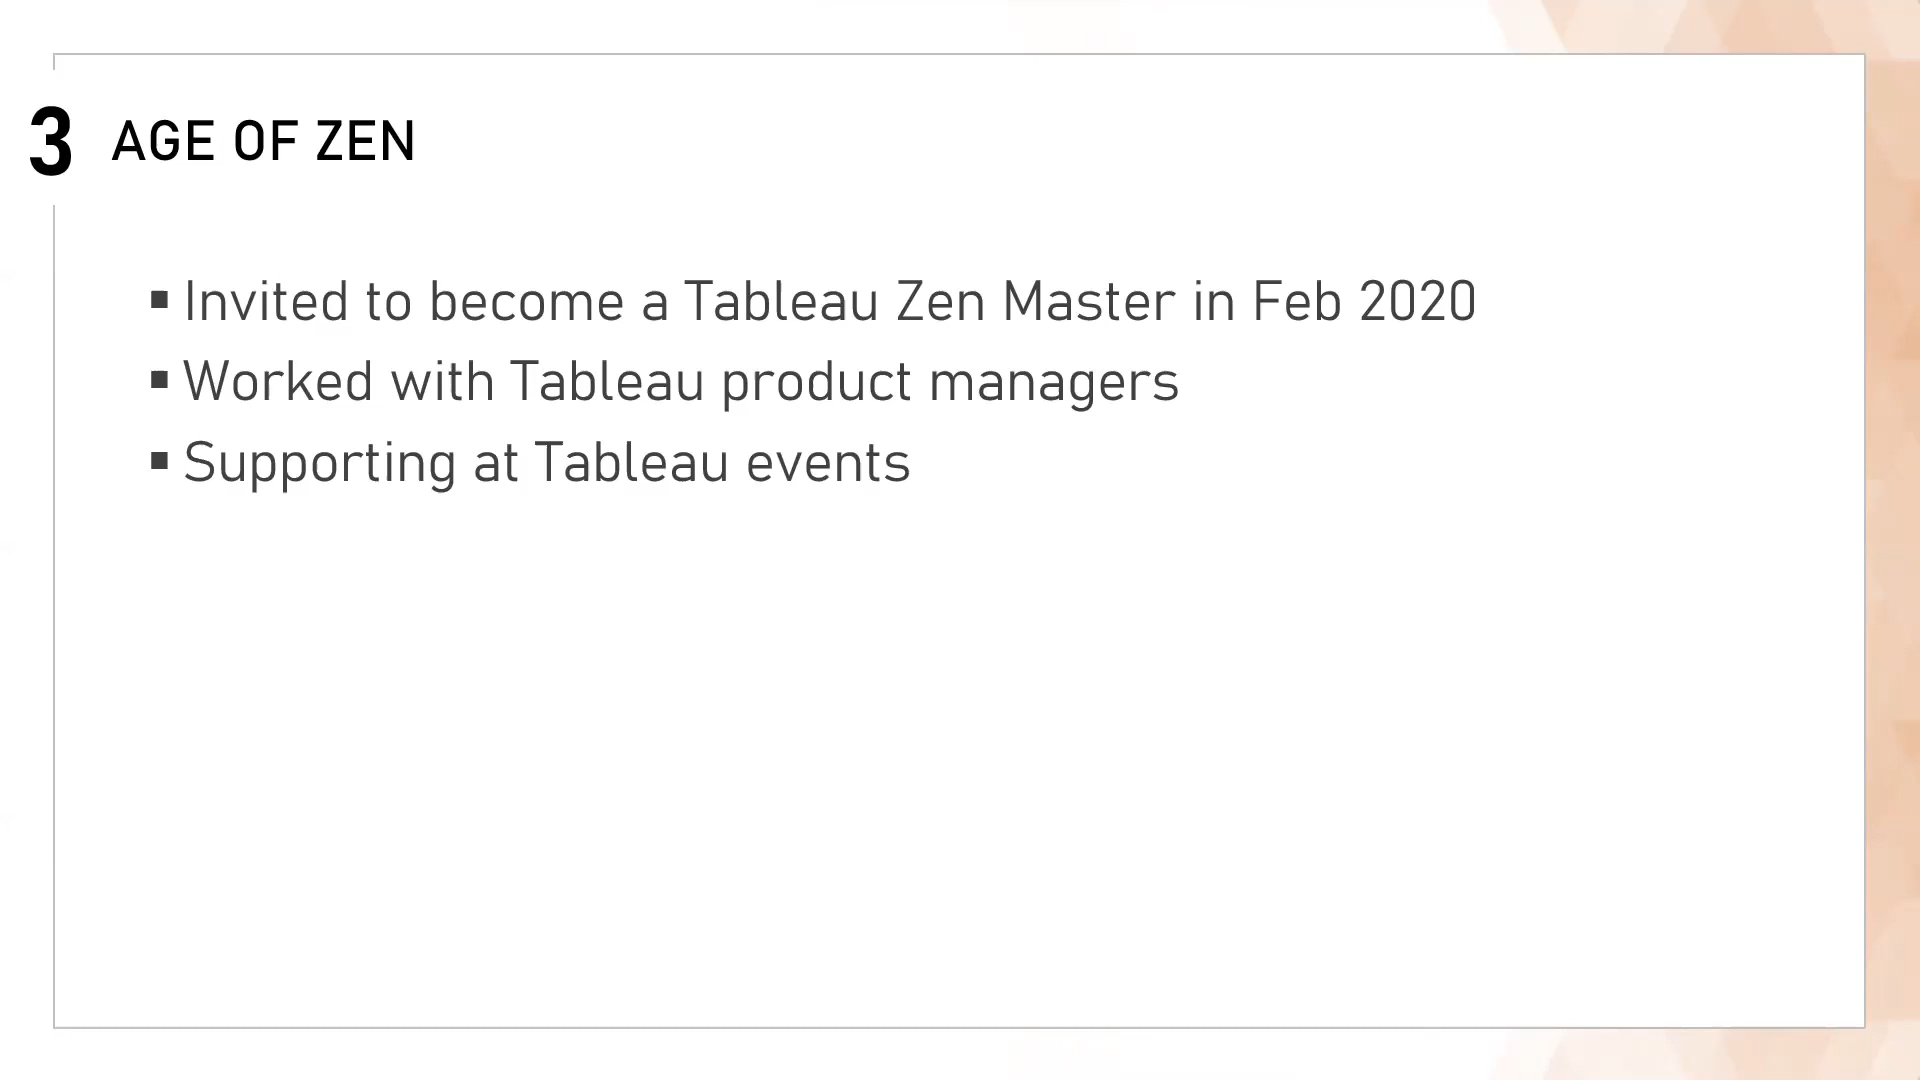 3 AGE OF ZEN
▪ Invited to become a Tableau Zen Master in Feb 2020
▪ Worked with Tableau product managers
▪ Supporting at Tableau events